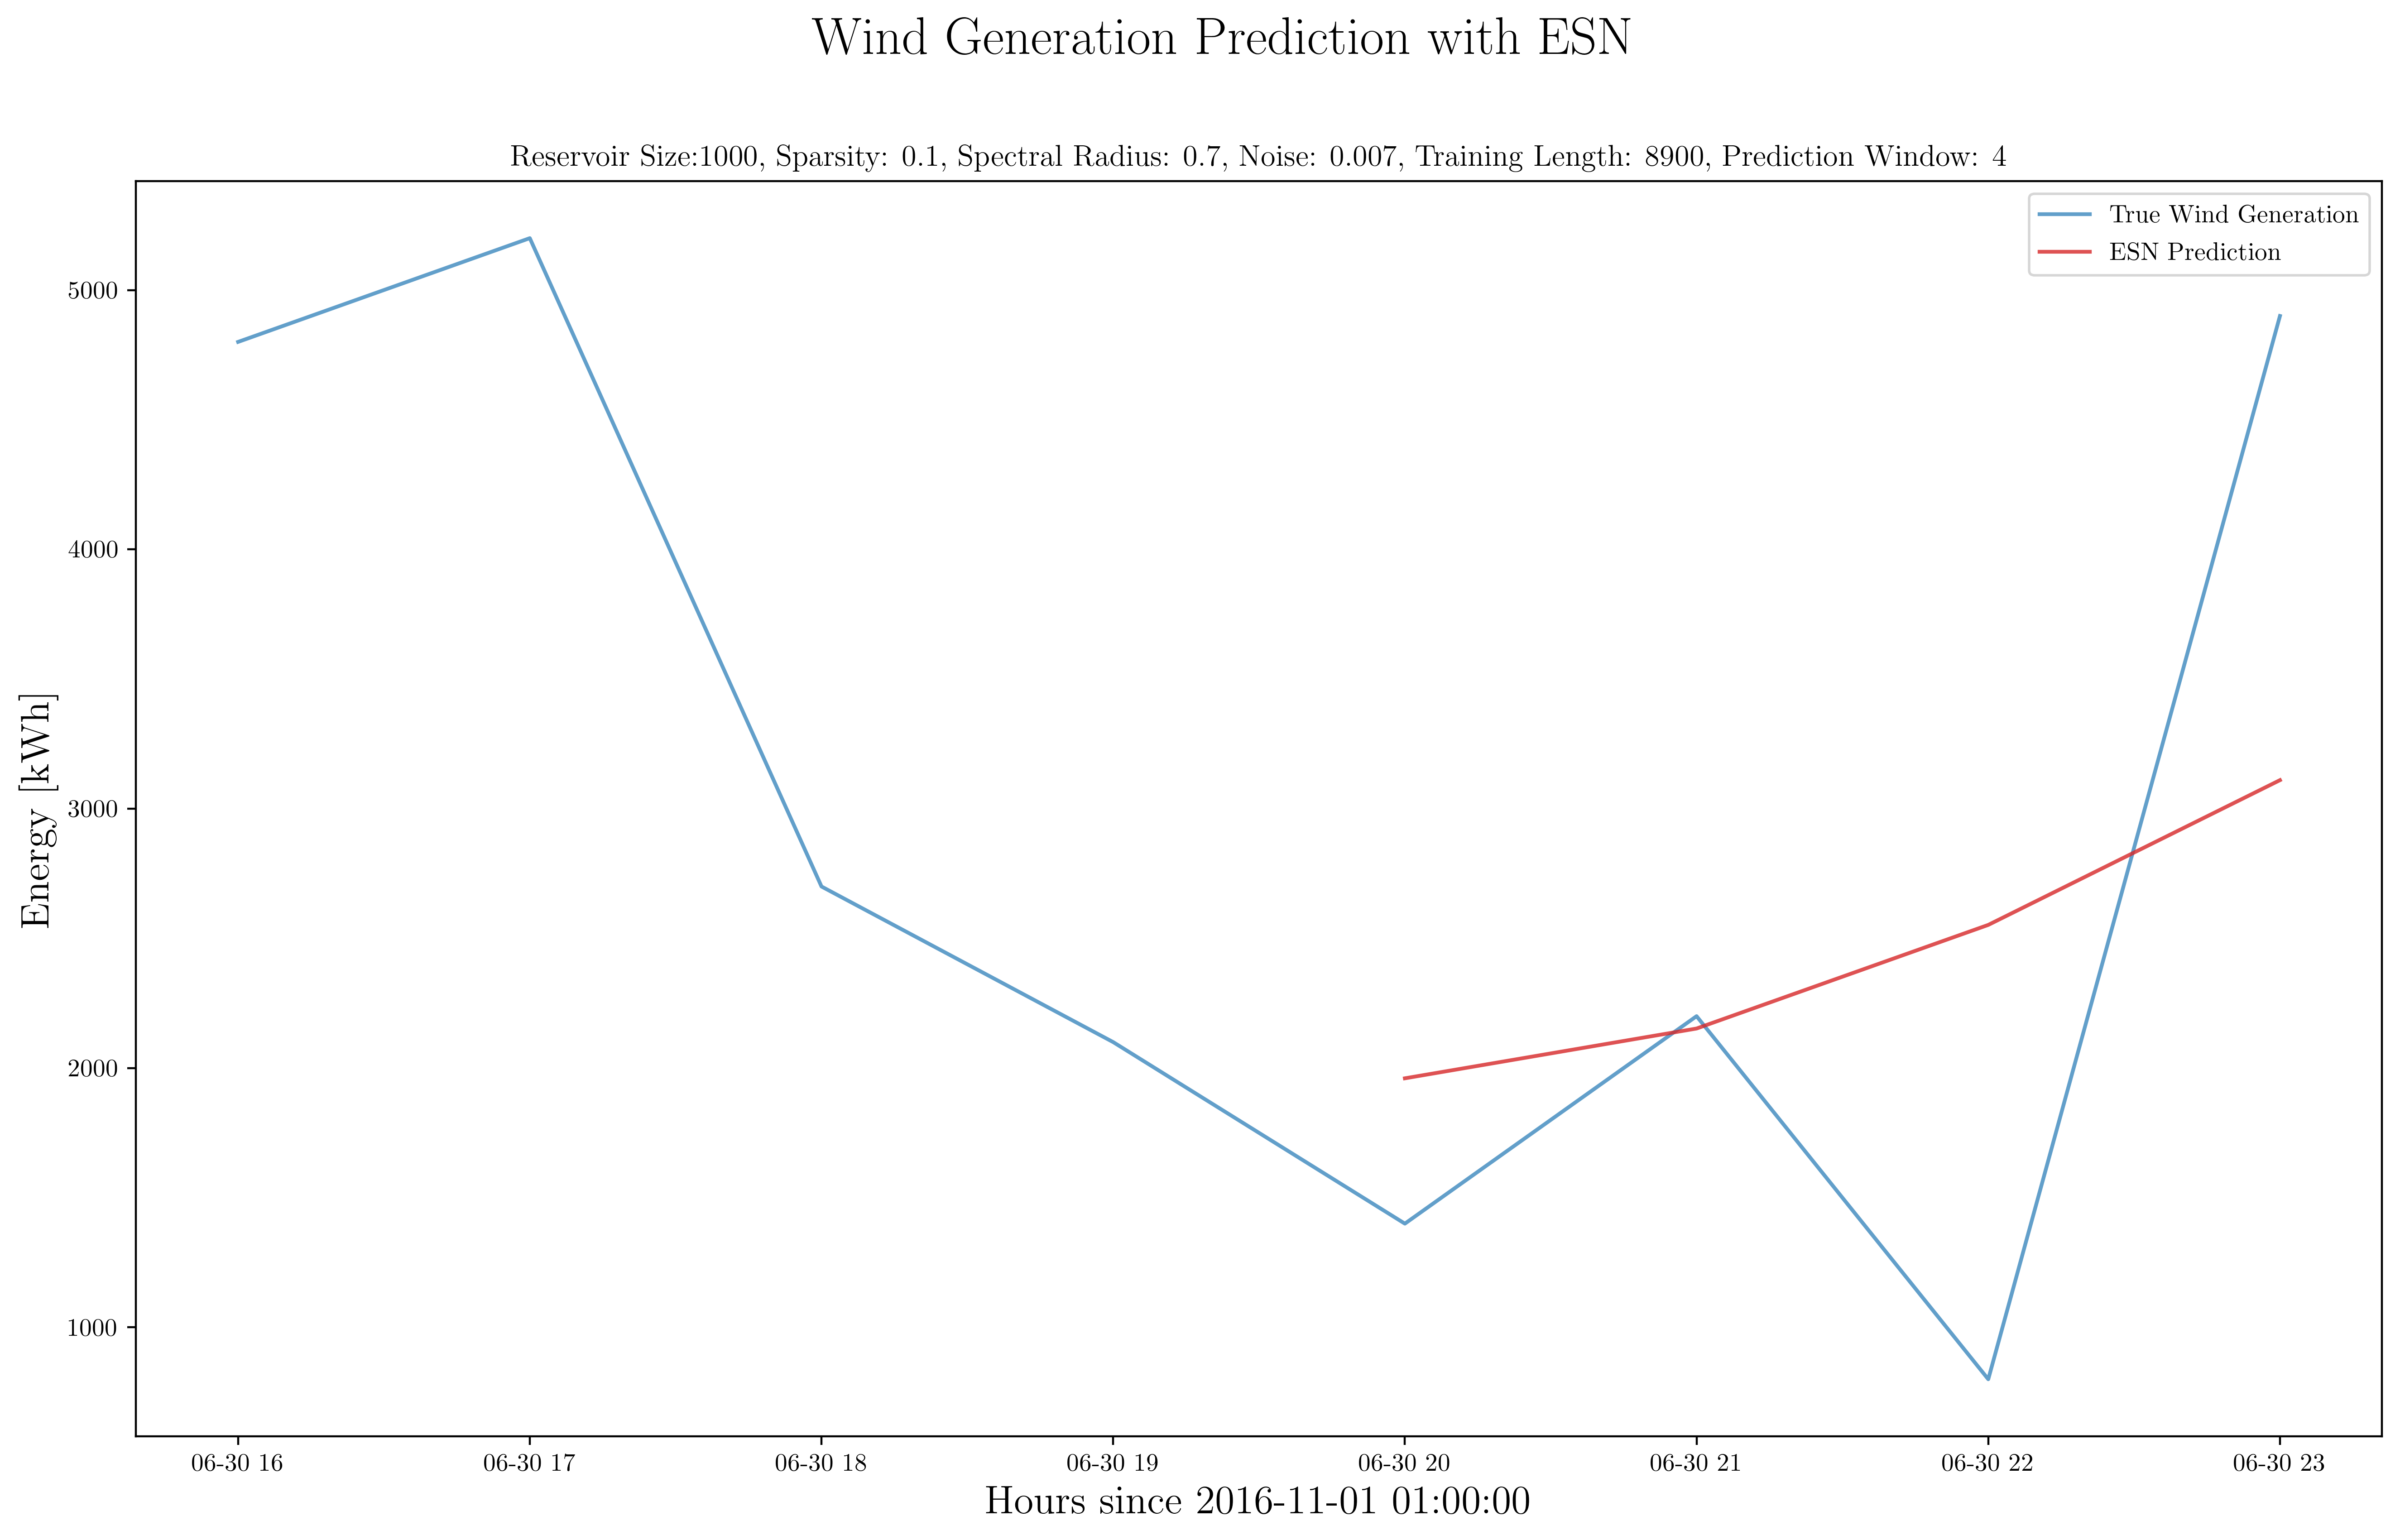 Wind Generation Prediction with ESN
Reservoir Size:1000, Sparsity: 0.1, Spectral Radius: 0.7, Noise: 0.007, Training Length: 8900, Prediction Window: 4
True Wind Generation
ESN Prediction
Energy [kWh]
5000
4000
3000
2000
1000
06-30 16 06-30 17 06-30 18 06-30 19 06-30 20 06-30 21 06-30 22 06-30 23
Hours since 2016-11-01 01:00:00